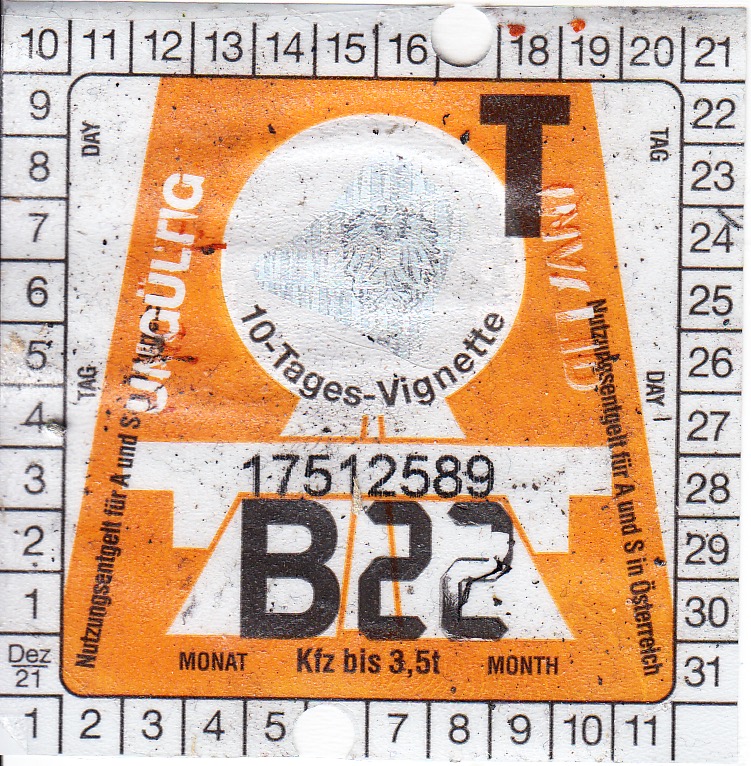 10 11 12 13 14 15 16 18 19 20 21
9
8
7
6
5
4
3
2
1
Dez
21
DAY
TAG
UNGÜLTIG
Nutzungsentgelt für A und S
T
10-Tages-Vignette
17512589
B22
MONAT Kfz bis 3,5t MONTH
INVALID
Nutzungsentgelt für A und S in Österreich
TAG
DAY
22
23
24
25
26
27
28
29
30
31
1 2 3 4 5 7 8 9 10 11